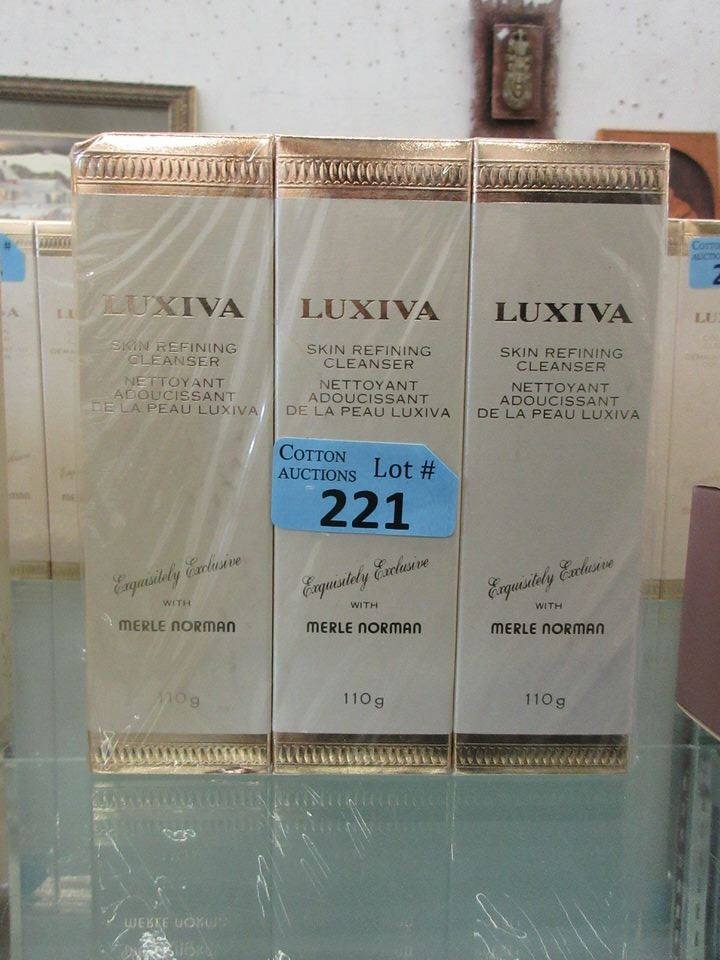 LUXIVA
SKIN REFINING
CLEANSER
NETTOYANT
ADOUCISSANT
DE LA PEAU LUXIVA
Exquisitely Exclusive
WITH
MERLE NORMAN
110g
LUXIVA
SKIN REFINING
CLEANSER
NETTOYANT
ADOUCISSANT
DE LA PEAU LUXIVA
COTTON
AUCTIONS Lot #
221
Exquisitely Exclusive
WITH
MERLE NORMAN
110g
LUXIVA
SKIN REFINING
CLEANSER
NETTOYANT
ADOUCISSANT
DE LA PEAU LUXIVA
Exquisitely Exclusive
WITH
MERLE NORMAN
110g